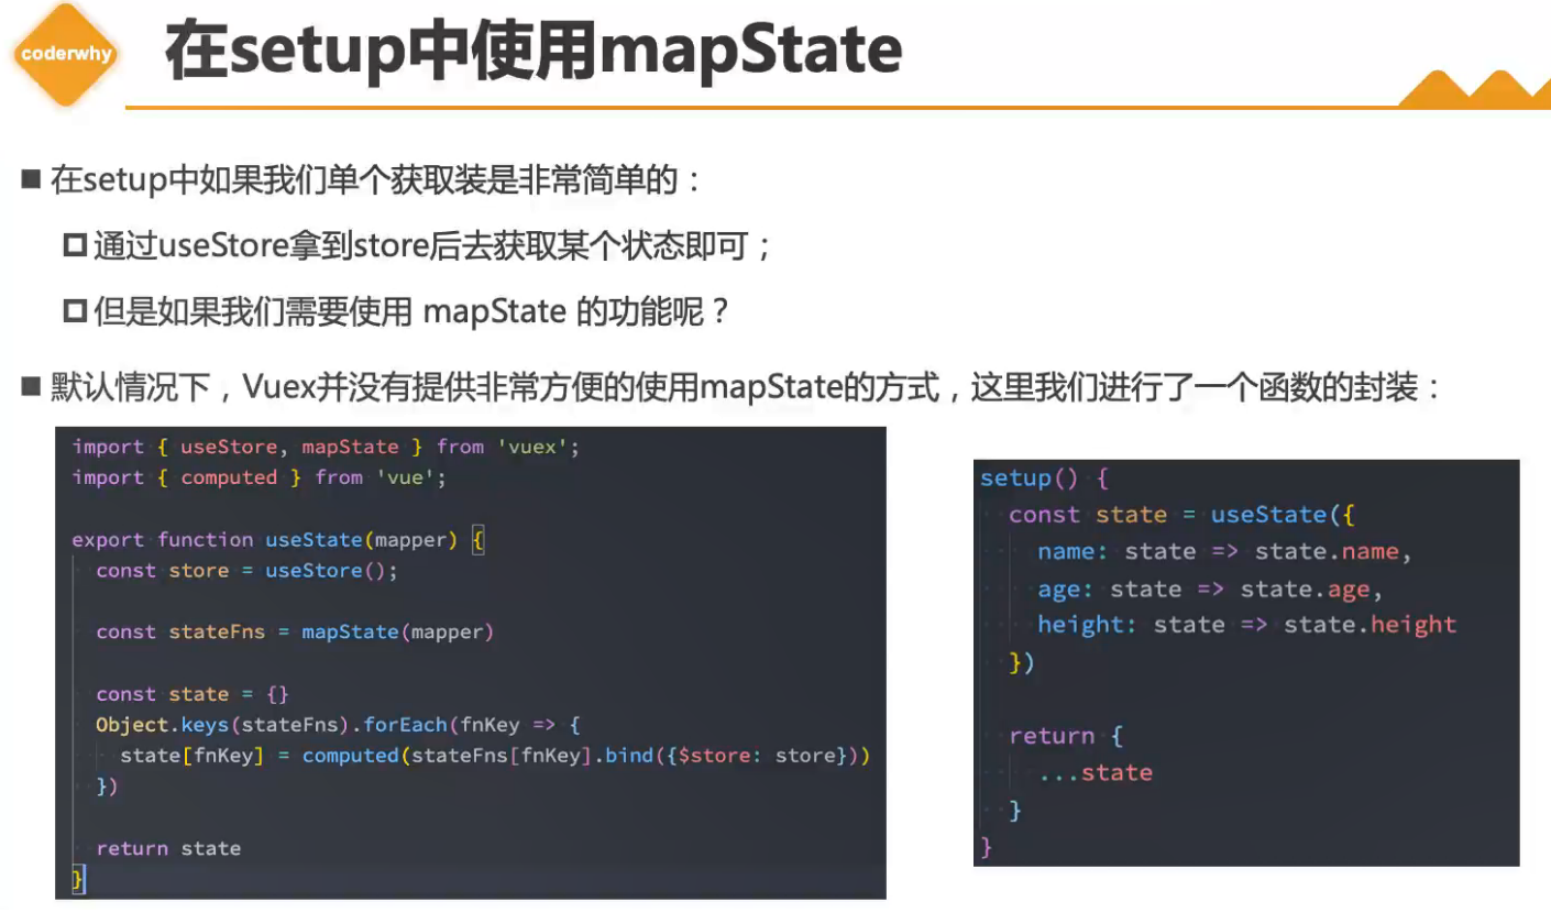 coderwhy
在setup中使用mapState
在setup中如果我们单个获取装是非常简单的：
通过useStore拿到store后去获取某个状态即可；
但是如果我们需要使用 mapState 的功能呢？
默认情况下，Vuex并没有提供非常方便的使用mapState的方式，这里我们进行了一个函数的封装：
import { useStore, mapState } from 'vuex';
import { computed } from 'vue';
export function useState(mapper) {
const store = useStore();
const stateFns = mapState(mapper)
const state = {}
Object.keys(stateFns).forEach(fnKey => {
state[fnKey] = computed(stateFns[fnKey].bind({$store: store}))
})
return state
}
setup() {
const state = useState({
name: state => state.name,
age: state => state.age,
height: state => state.height
})
return {
...state
}
}